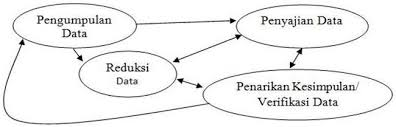 Pengumpulan
Data
Penyajian Data
Reduksi
Data
Penarikan Kesimpulan/
Verifikasi Data